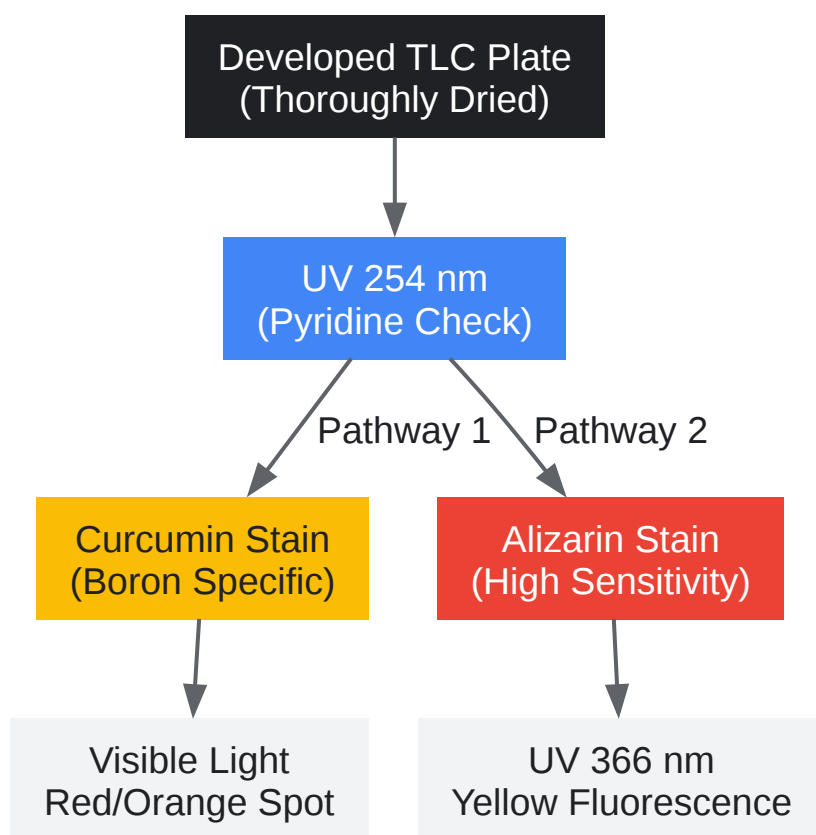 Developed TLC Plate
(Thoroughly Dried)
UV 254 nm
(Pyridine Check)
Pathway 1
Pathway 2
Curcumin Stain
(Boron Specific)
Alizarin Stain
(High Sensitivity)
Visible Light
Red/Orange Spot
UV 366 nm
Yellow Fluorescence